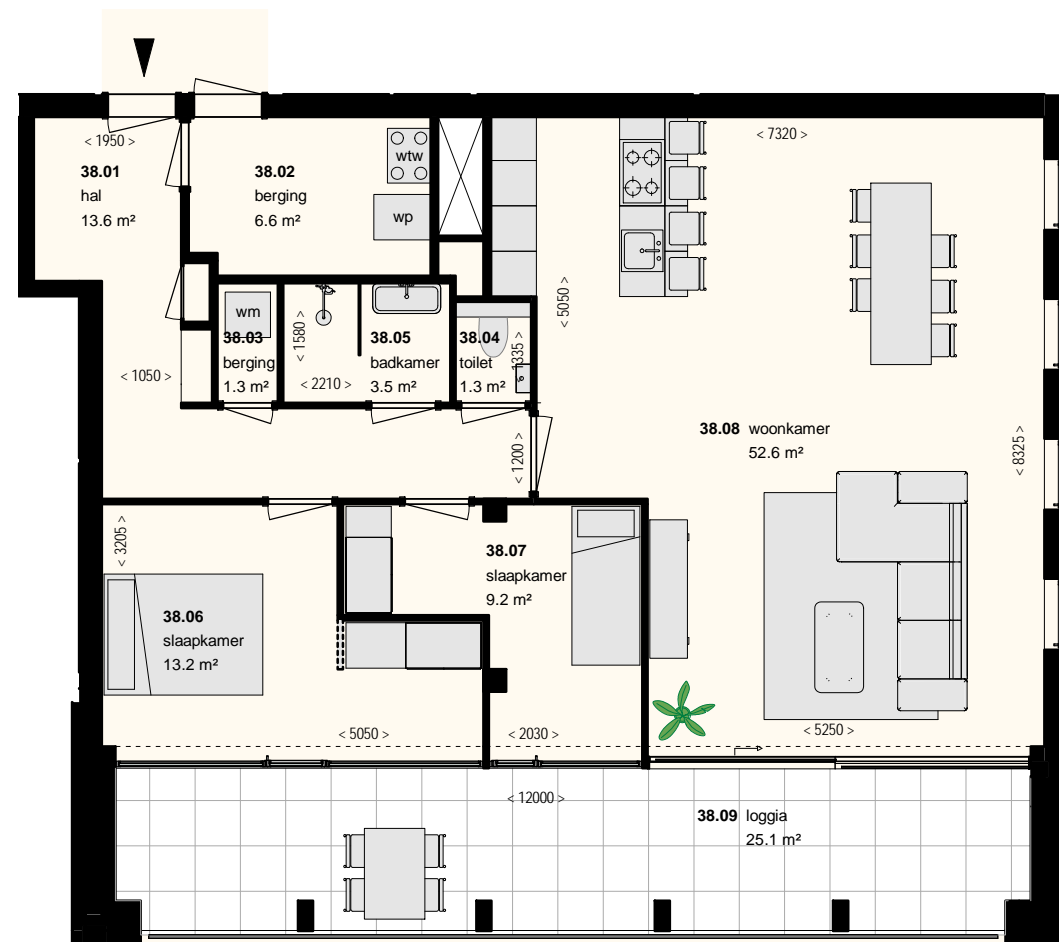 < 1950 >
38.01
hal
13.6 m²
38.02
berging
6.6 m²
wtw
wp
< 7320 >
wm
38.03
berging
1.3 m²
< 1580 >
< 2210 >
38.05
badkamer
3.5 m²
38.04
toilet
1.3 m²
1335 >
< 5050 >
< 1050 >
< 1200 >
38.08 woonkamer
52.6 m²
< 8325 >
< 3205 >
38.06
slaapkamer
13.2 m²
38.07
slaapkamer
9.2 m²
< 5050 >
< 2030 >
< 5250 >
< 12000 >
38.09 loggia
25.1 m²